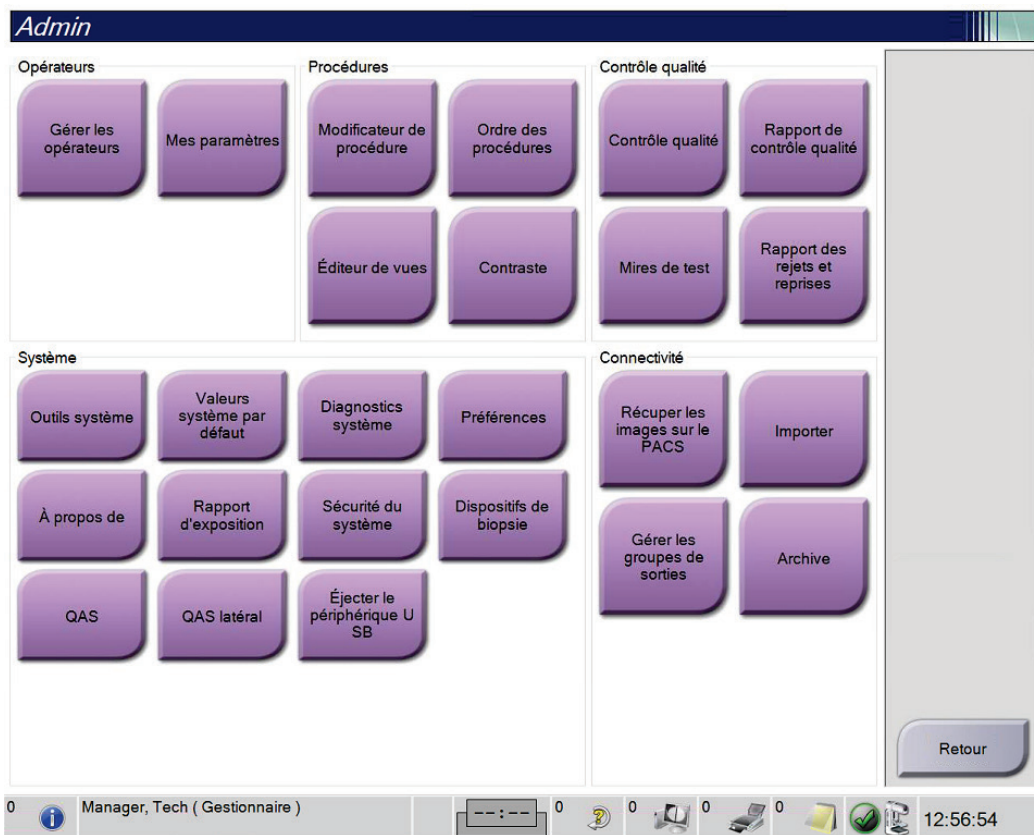 Admin
Opérateurs
Gérer les
opérateurs
Mes paramètres
Procédures
Modificateur de
procédure
Ordre des
procédures
Éditeur de vues
Contraste
Contrôle qualité
Contrôle qualité
Rapport de
contrôle qualité
Mires de test
Rapport des
rejets et
reprises
Système
Outils système
Valeurs
système par
défaut
Diagnostics
système
Préférences
À propos de
Rapport
d'exposition
Sécurité du
système
Dispositifs de
biopsie
QAS
QAS latéral
Éjecter le
périphérique U
SB
Connectivité
Récuper les
images sur le
PACS
Importer
Gérer les
groupes de
sorties
Archive
Retour
0 Manager, Tech ( Gestionnaire ) --:-- 0 0 0 0 12:56:54